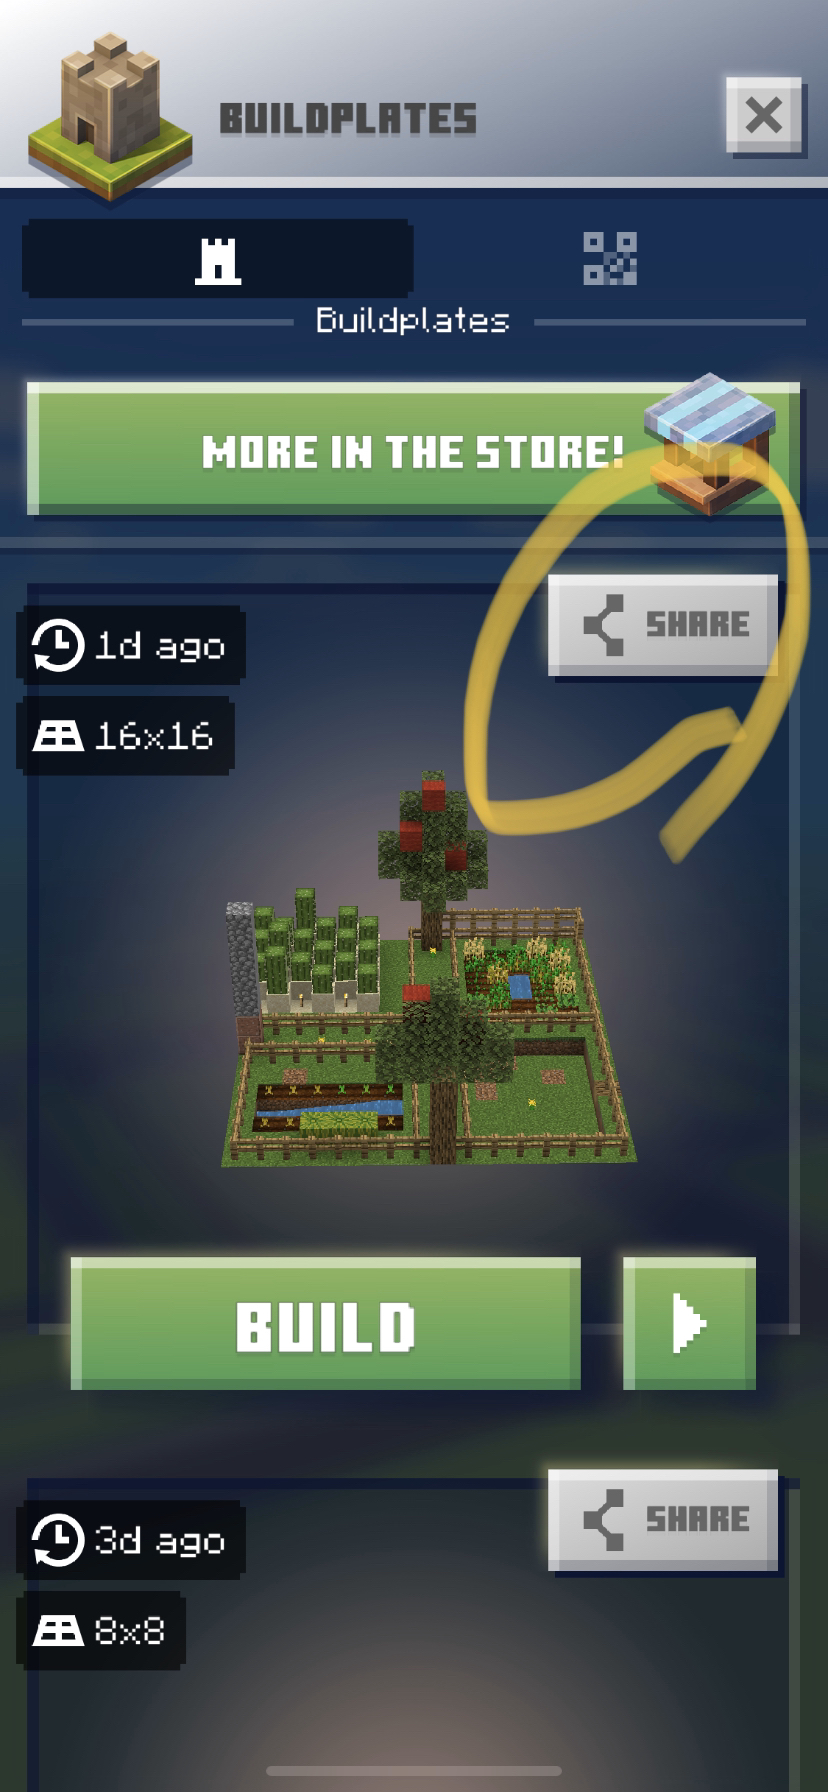 BUILDPLATES
Buildplates
MORE IN THE STORE!
SHARE
1d ago
16x16
BUILD
SHARE
3d ago
8x8